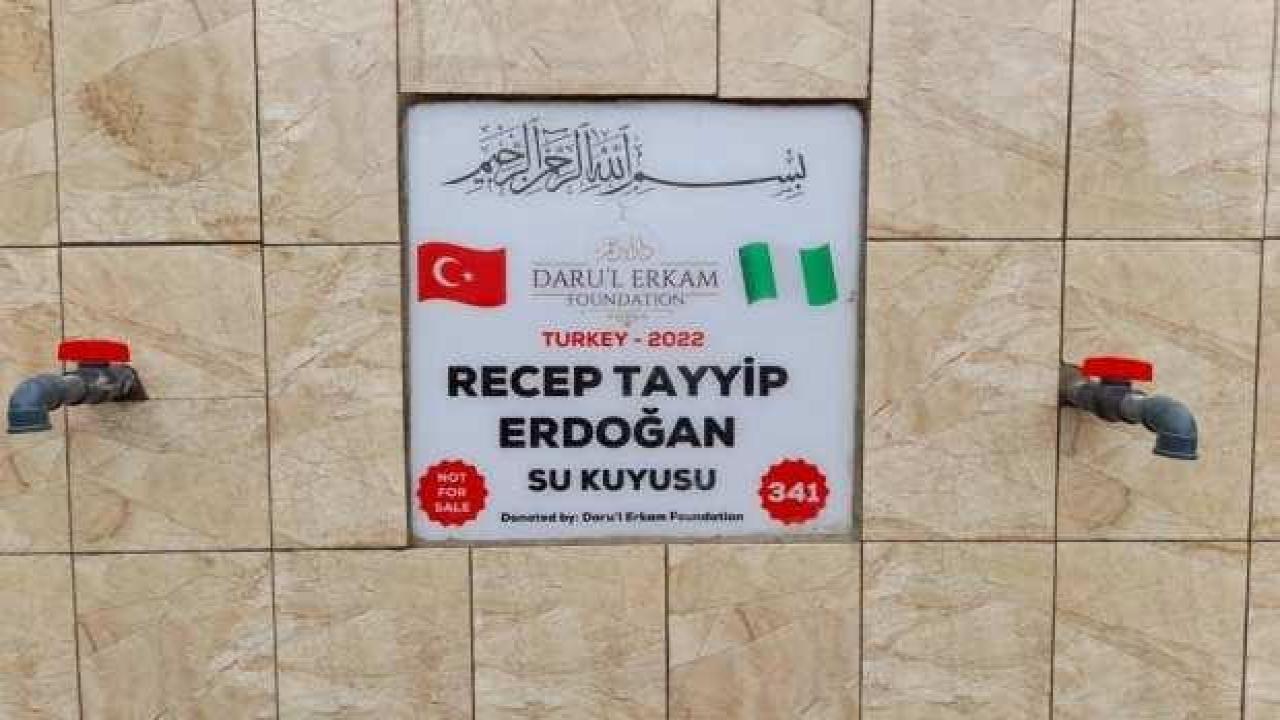 بسم الله الرحمن الرحيم
DARU'L ERKAM
FOUNDATION
TURKEY - 2022
RECEP TAYYİP
ERDOĞAN
SU KUYUSU
NOT
FOR
SALE
341
Donated by: Daru'l Erkam Foundation